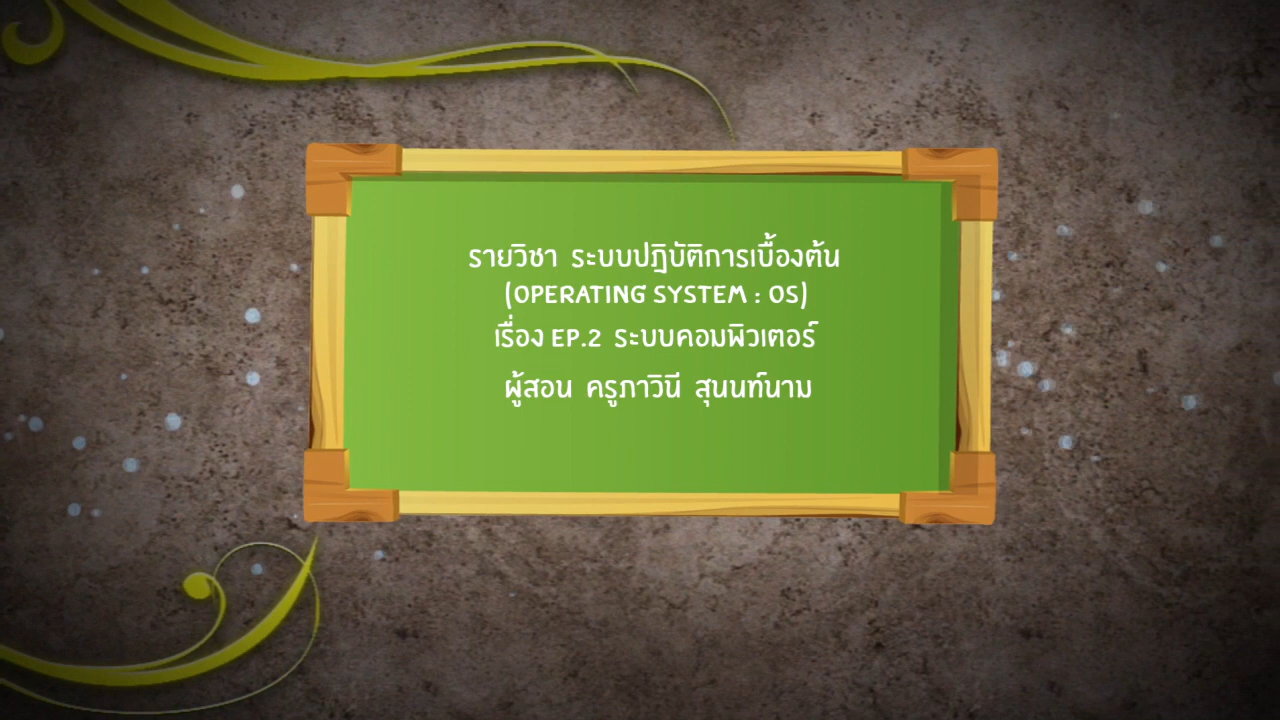 รายวิชา ระบบปฎิบัติการเบื้องต้น
(OPERATING SYSTEM : OS)
เรื่อง EP.2 ระบบคอมพิวเตอร์
ผู้สอน ครูภาวินี สุนนท์นาม